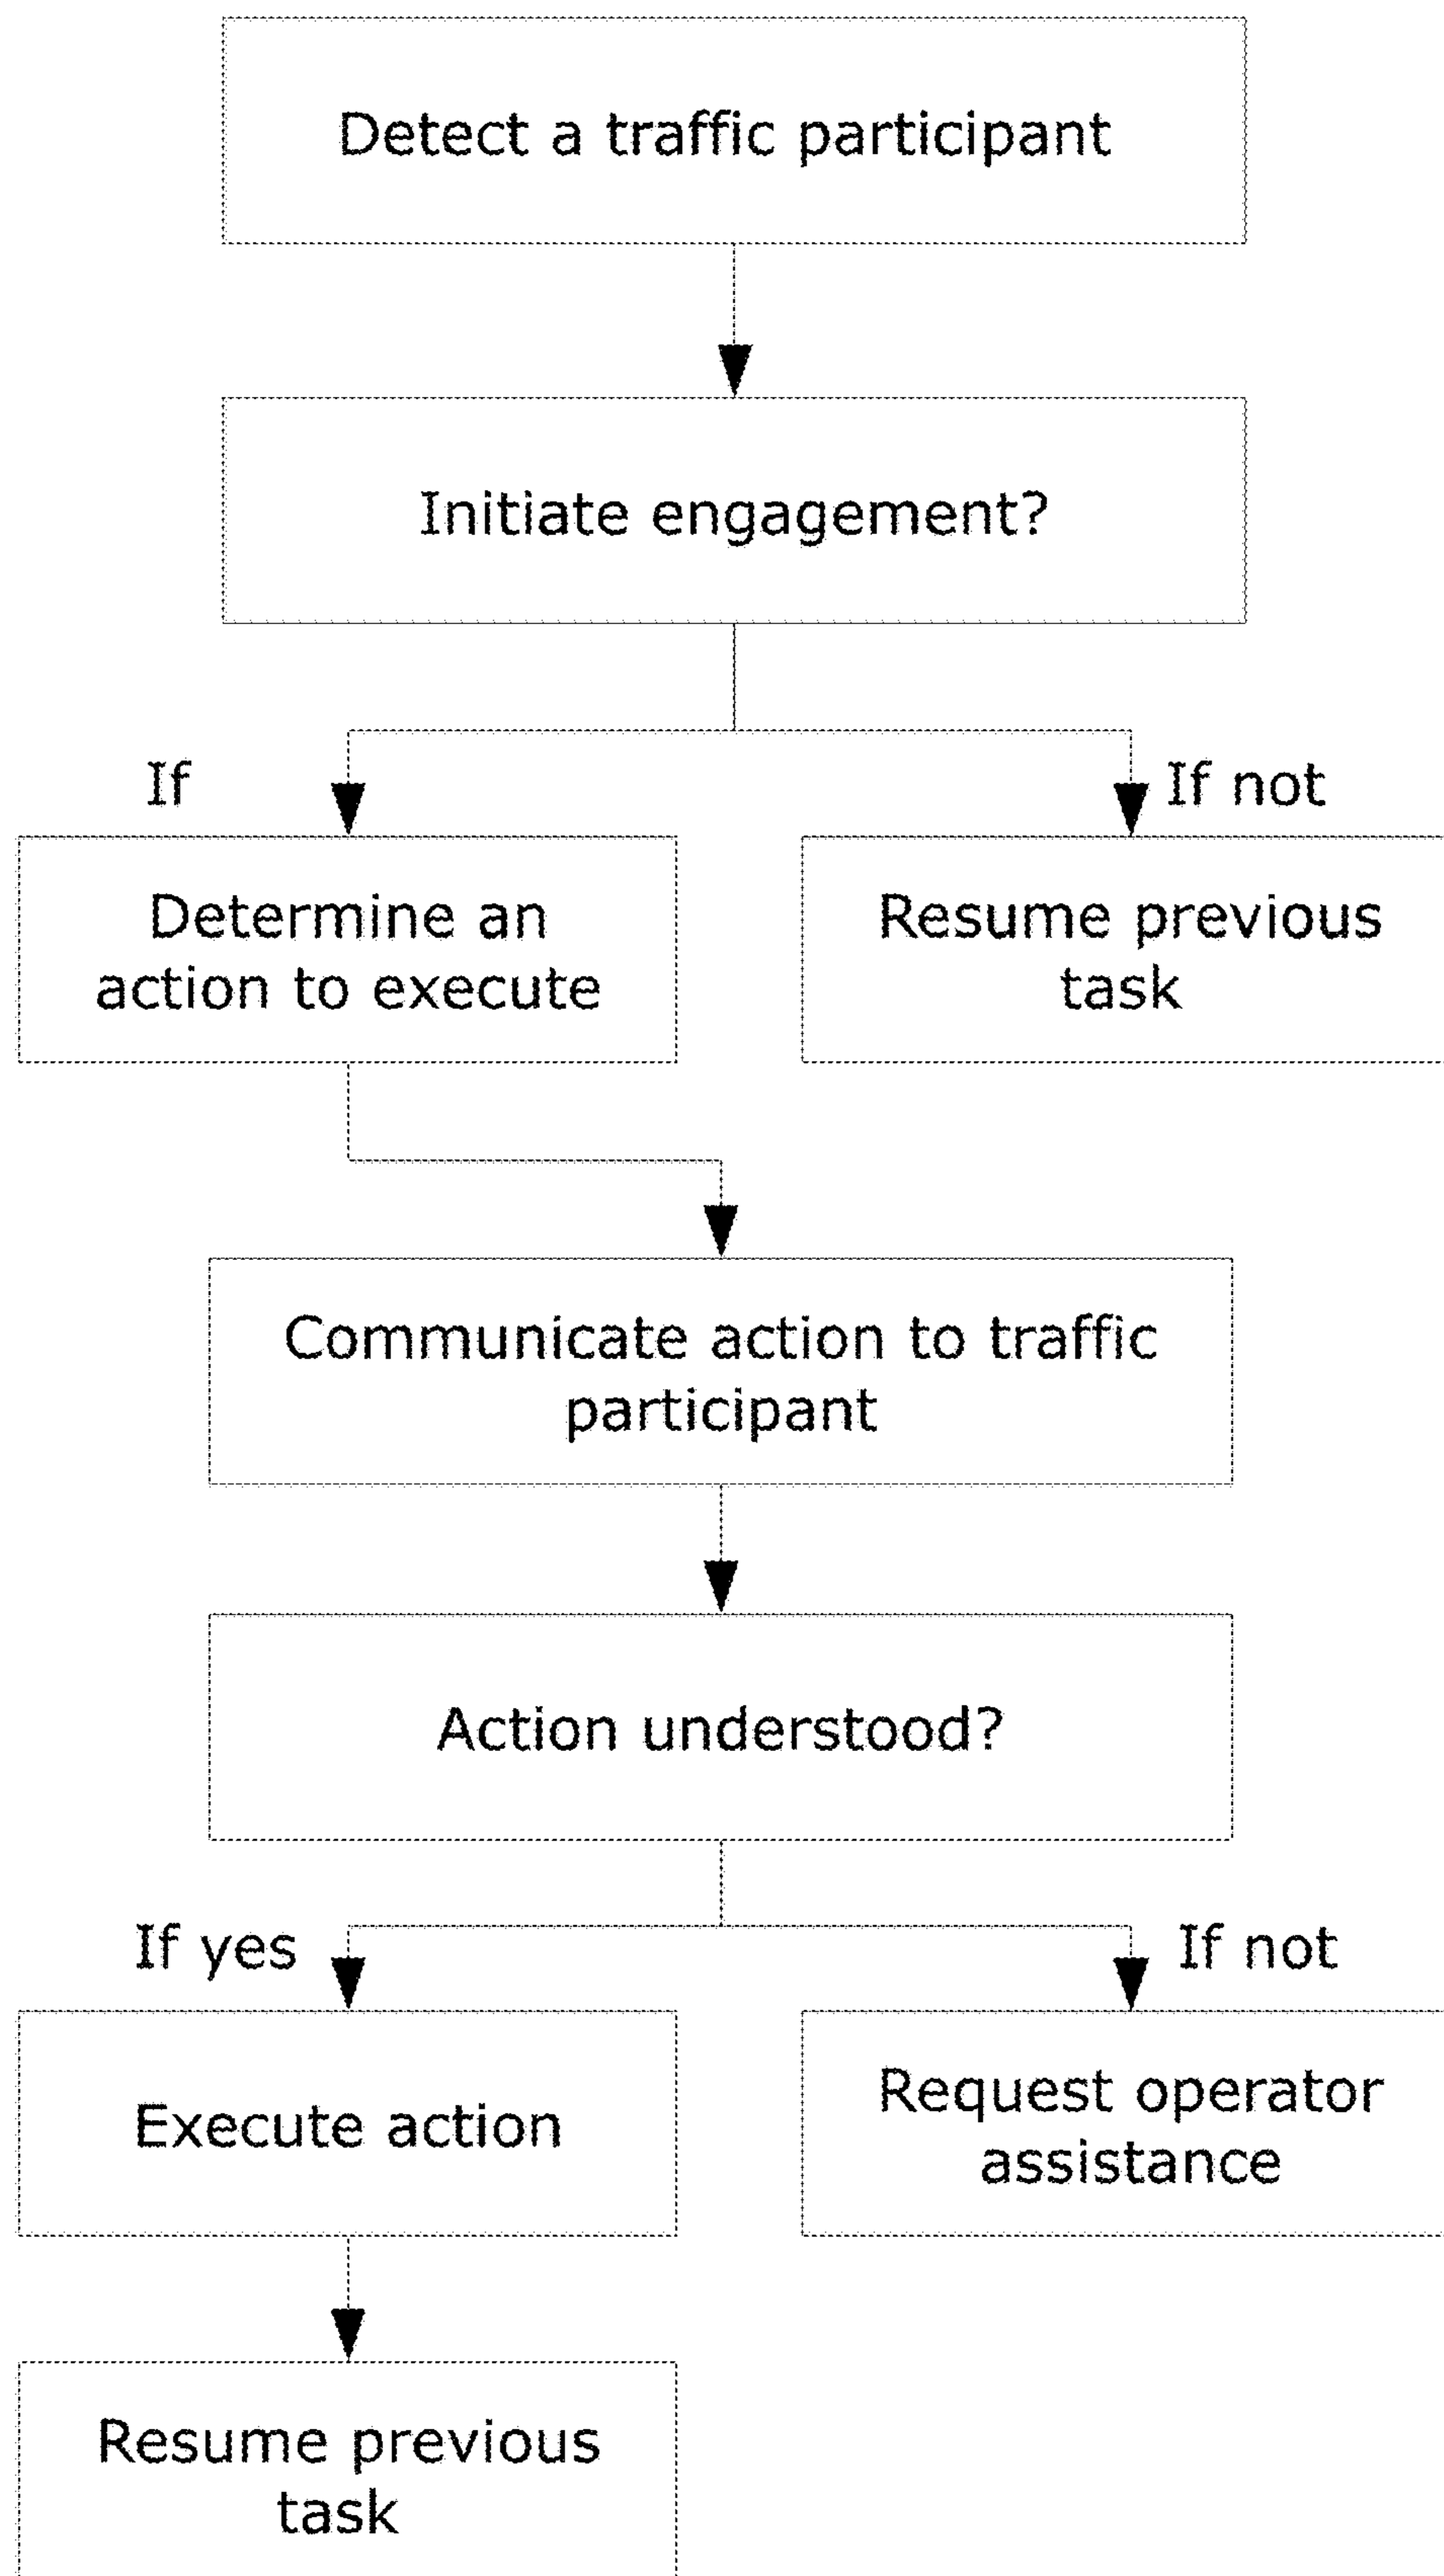 Detect a traffic participant
Initiate engagement?
If
If not
Determine an
action to execute
Resume previous
task
Communicate action to traffic
participant
Action understood?
If yes
If not
Execute action
Request operator
assistance
Resume previous
task